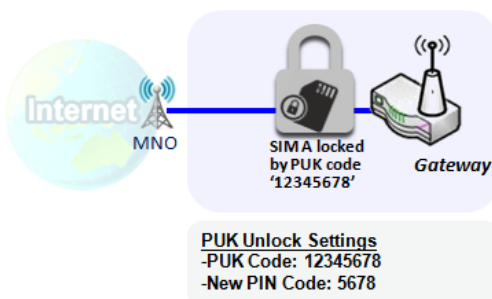 Internet
MNO
SIM A locked
by PUK code
'12345678'
Gateway
PUK Unlock Settings
-PUK Code: 12345678
-New PIN Code: 5678